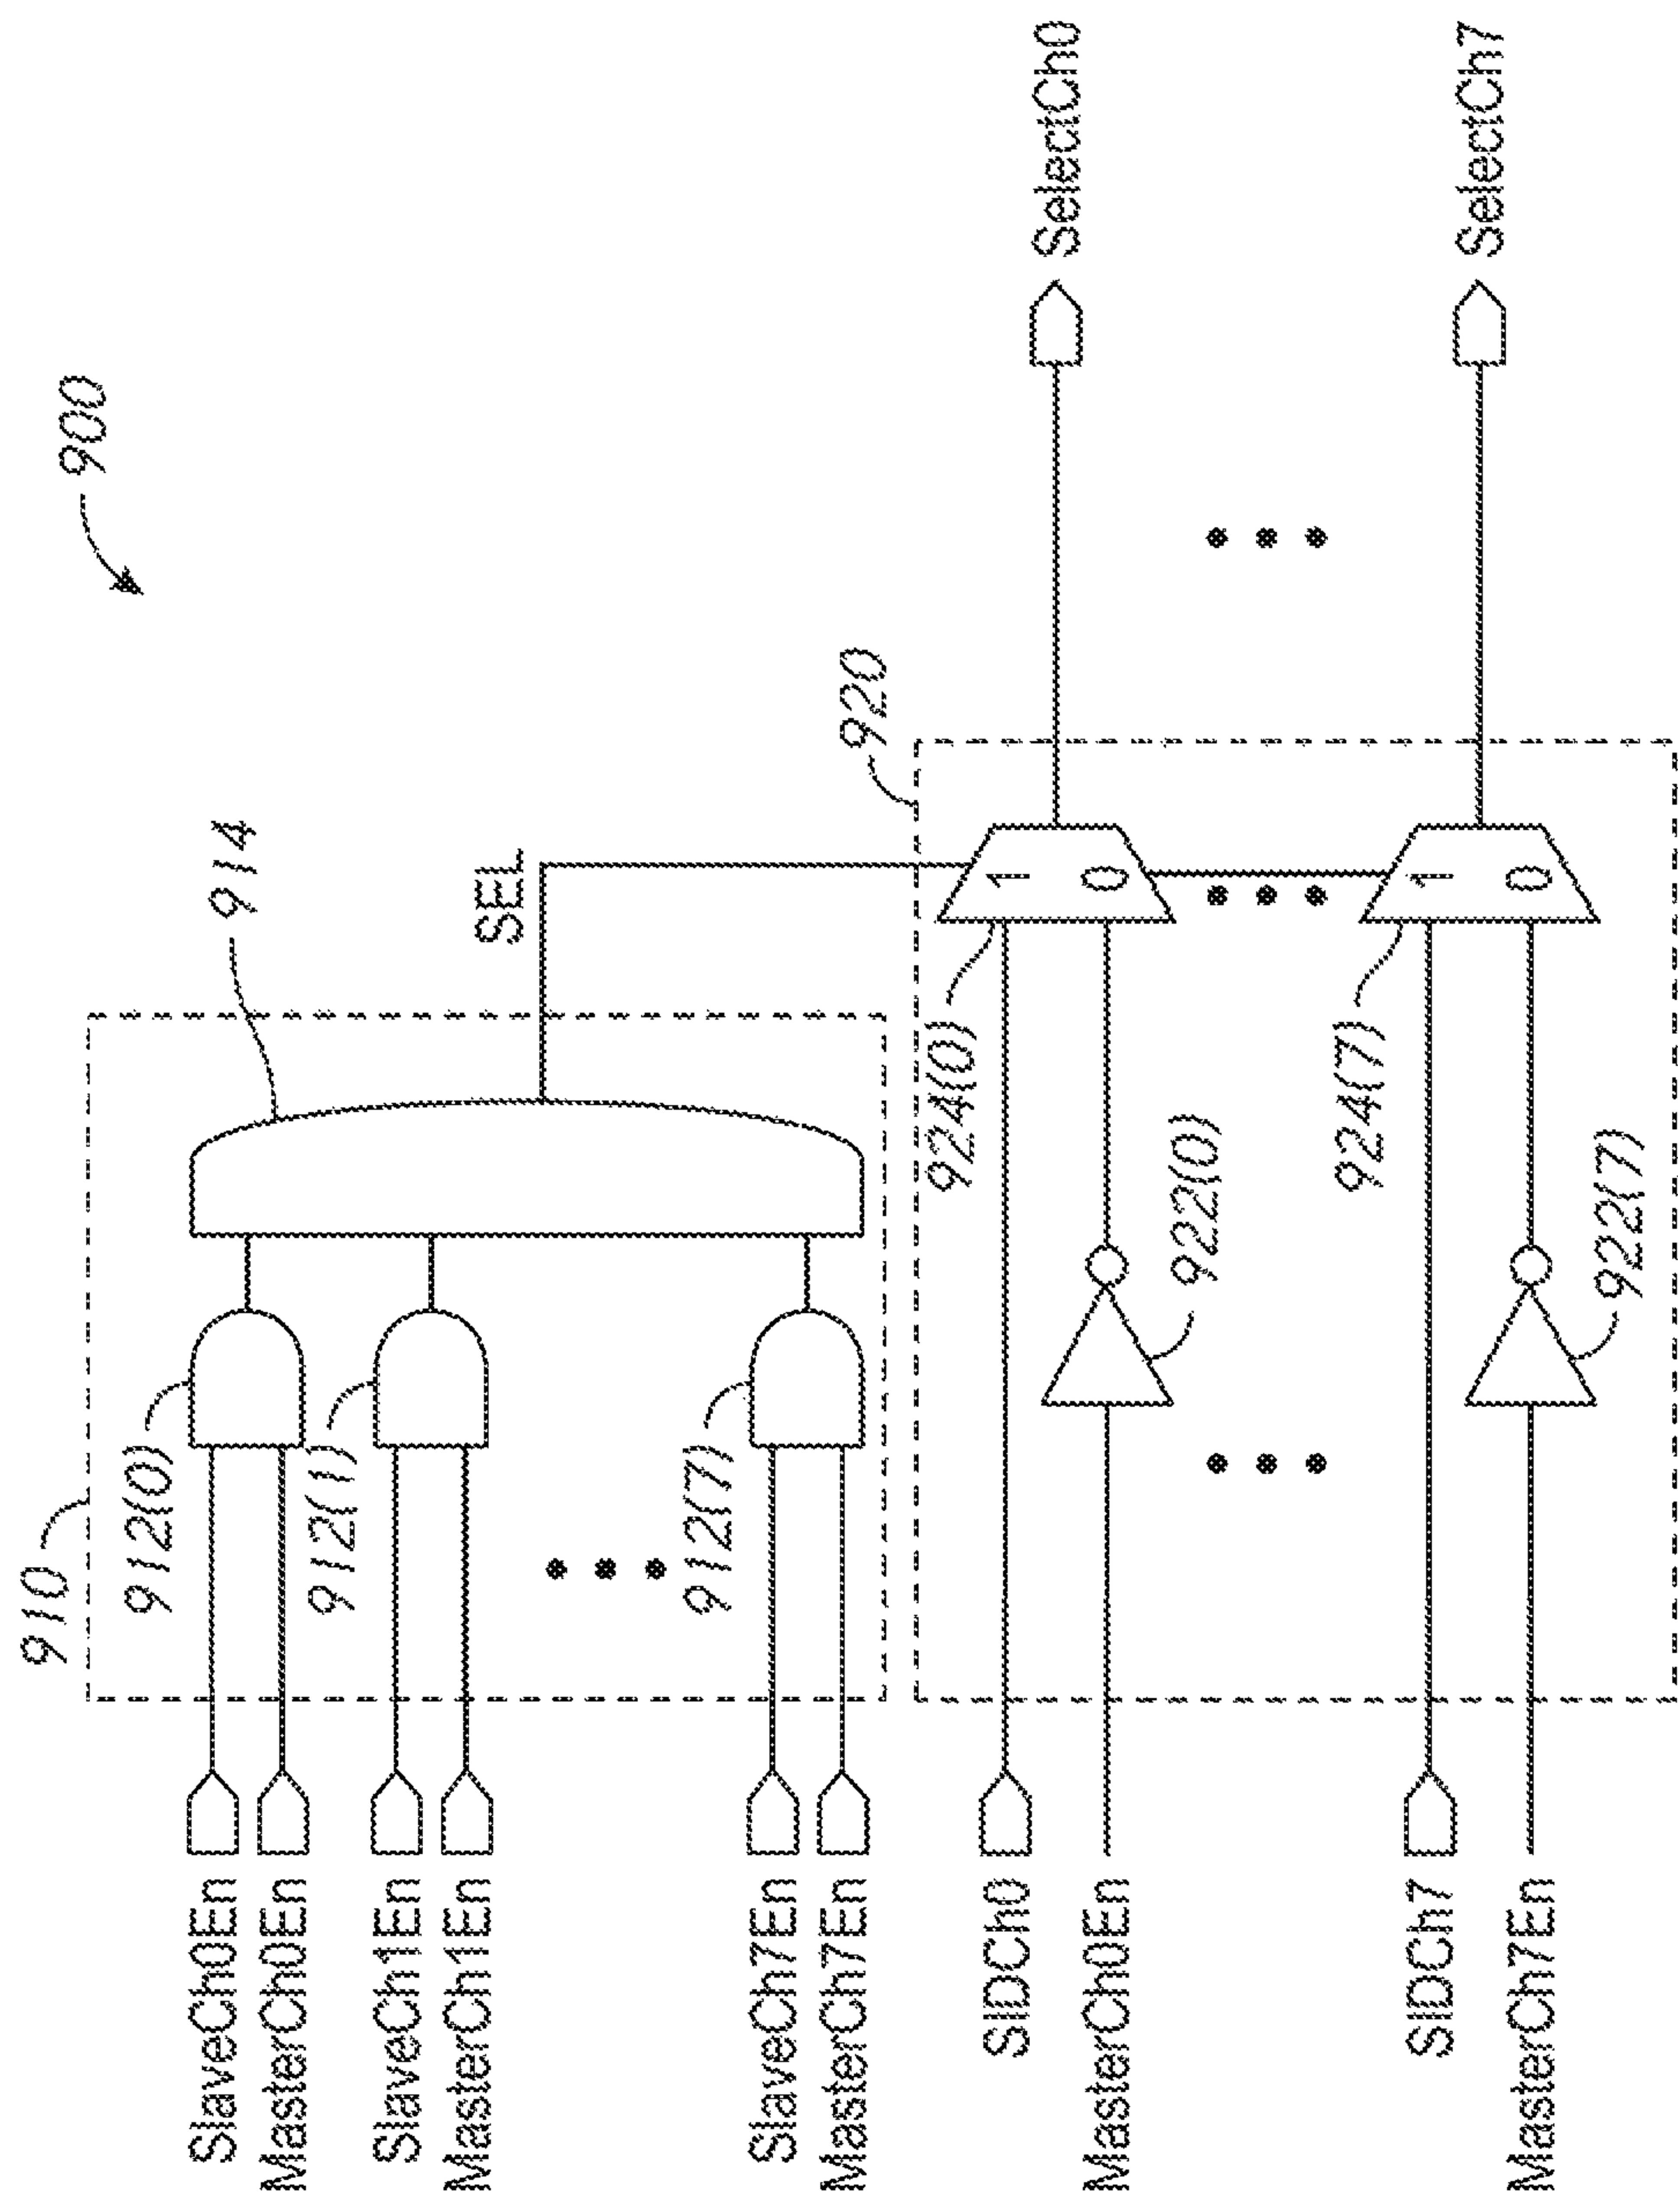 900
910
912(0)
912(1)
912(7)
914
SEL
SlaveCh0En
MasterCh0En
SlaveCh1En
MasterCh1En
SlaveCh7En
MasterCh7En
920
924(0)
1
0
SelectCh0
SIDCh0
MasterCh0En
922(0)
924(7)
1
0
SelectCh7
SIDCh7
MasterCh7En
922(7)